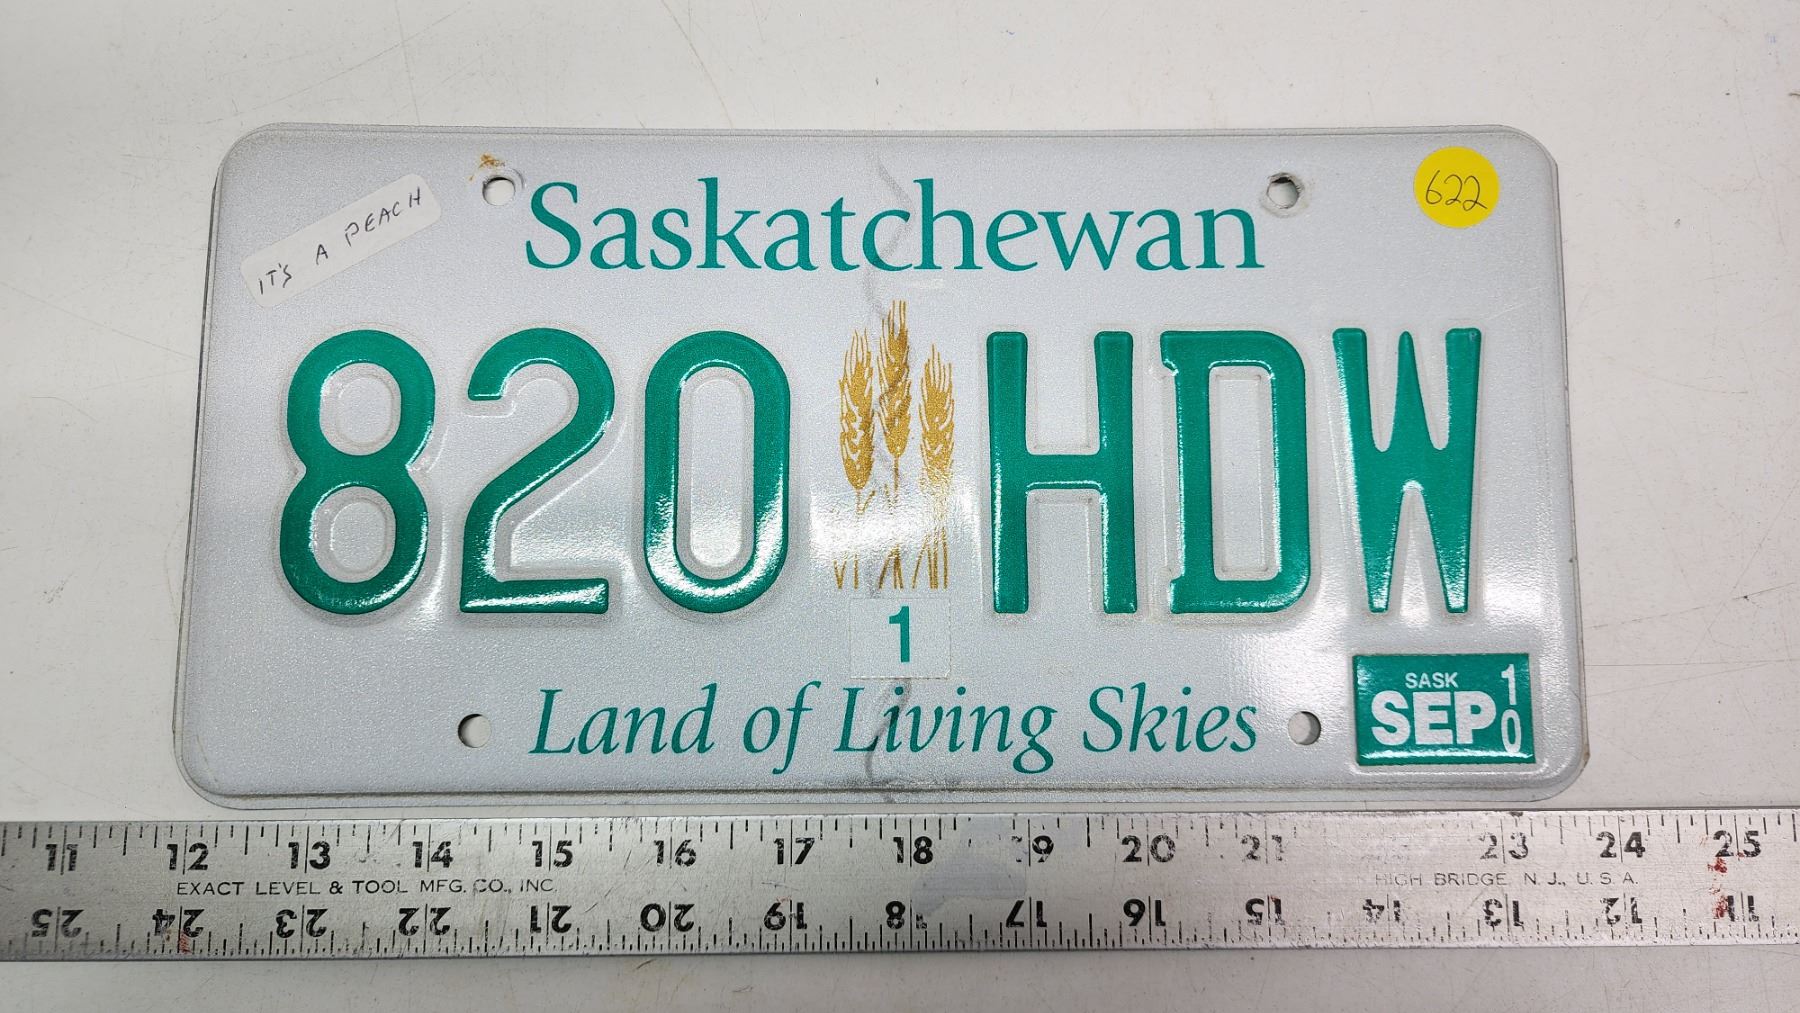 IT'S A PEACH
622
Saskatchewan
820 HDW
1
Land of Living Skies
SASK
SEP 10
11 12 13 14 15 16 17 18 19 20 21 23 24 25
EXACT LEVEL & TOOL MFG. CO., INC. HIGH BRIDGE, N. J., U. S. A.
25 24 23 22 21 20 19 18 17 16 15 14 13 12 11